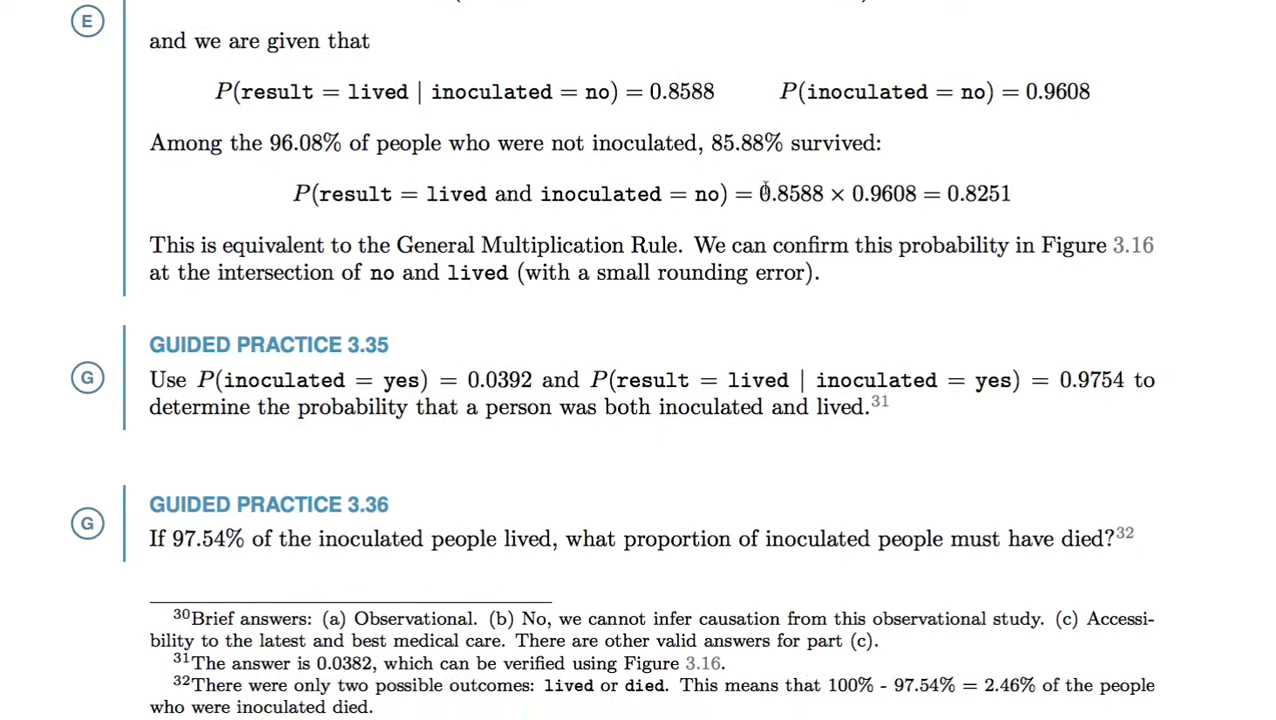 E
and we are given that
P(result = lived | inoculated = no) = 0.8588 P(inoculated = no) = 0.9608
Among the 96.08% of people who were not inoculated, 85.88% survived:
P(result = lived and inoculated = no) = 0.8588 × 0.9608 = 0.8251
This is equivalent to the General Multiplication Rule. We can confirm this probability in Figure 3.16
at the intersection of no and lived (with a small rounding error).
GUIDED PRACTICE 3.35
G
Use P(inoculated = yes) = 0.0392 and P(result = lived | inoculated = yes) = 0.9754 to
determine the probability that a person was both inoculated and lived.31
GUIDED PRACTICE 3.36
G
If 97.54% of the inoculated people lived, what proportion of inoculated people must have died?32
30Brief answers: (a) Observational. (b) No, we cannot infer causation from this observational study. (c) Accessi-
bility to the latest and best medical care. There are other valid answers for part (c).
31The answer is 0.0382, which can be verified using Figure 3.16.
32There were only two possible outcomes: lived or died. This means that 100% - 97.54% = 2.46% of the people
who were inoculated died.